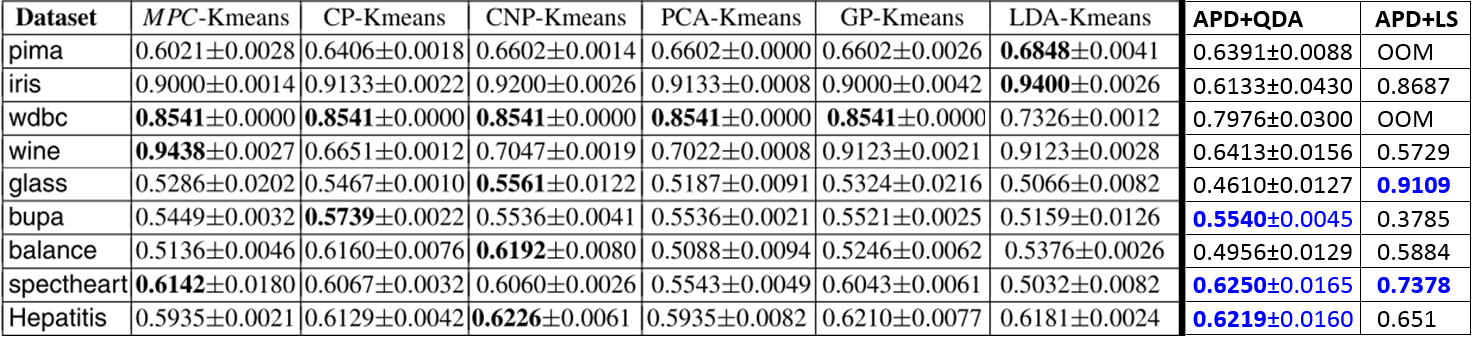 Dataset MPC-Kmeans CP-Kmeans CNP-Kmeans PCA-Kmeans GP-Kmeans LDA-Kmeans APD+QDA APD+LS
pima 0.6021±0.0028 0.6406±0.0018 0.6602±0.0014 0.6602±0.0000 0.6602±0.0026 0.6848±0.0041 0.6391±0.0088 OOM
iris 0.9000±0.0014 0.9133±0.0022 0.9200±0.0026 0.9133±0.0008 0.9000±0.0042 0.9400±0.0026 0.6133±0.0430 0.8687
wdbc 0.8541±0.0000 0.8541±0.0000 0.8541±0.0000 0.8541±0.0000 0.8541±0.0000 0.7326±0.0012 0.7976±0.0300 OOM
wine 0.9438±0.0027 0.6651±0.0012 0.7047±0.0019 0.7022±0.0008 0.9123±0.0021 0.9123±0.0028 0.6413±0.0156 0.5729
glass 0.5286±0.0202 0.5467±0.0010 0.5561±0.0122 0.5187±0.0091 0.5324±0.0216 0.5066±0.0082 0.4610±0.0127 0.9109
bupa 0.5449±0.0032 0.5739±0.0022 0.5536±0.0041 0.5536±0.0021 0.5521±0.0025 0.5159±0.0126 0.5540±0.0045 0.3785
balance 0.5136±0.0046 0.6160±0.0076 0.6192±0.0080 0.5088±0.0094 0.5246±0.0062 0.5376±0.0026 0.4956±0.0129 0.5884
spectheart 0.6142±0.0180 0.6067±0.0032 0.6060±0.0026 0.5543±0.0049 0.6043±0.0061 0.5032±0.0082 0.6250±0.0165 0.7378
Hepatitis 0.5935±0.0021 0.6129±0.0042 0.6226±0.0061 0.5935±0.0082 0.6210±0.0077 0.6181±0.0024 0.6219±0.0160 0.651